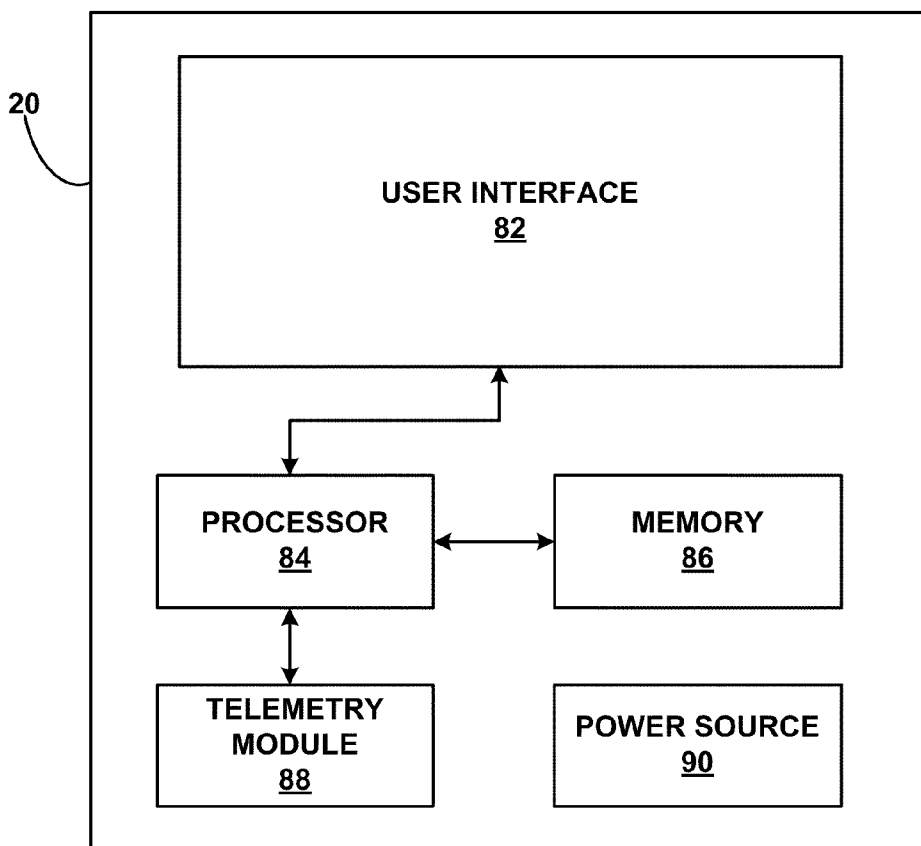 20
USER INTERFACE
82
PROCESSOR
84
MEMORY
86
TELEMETRY
MODULE
88
POWER SOURCE
90